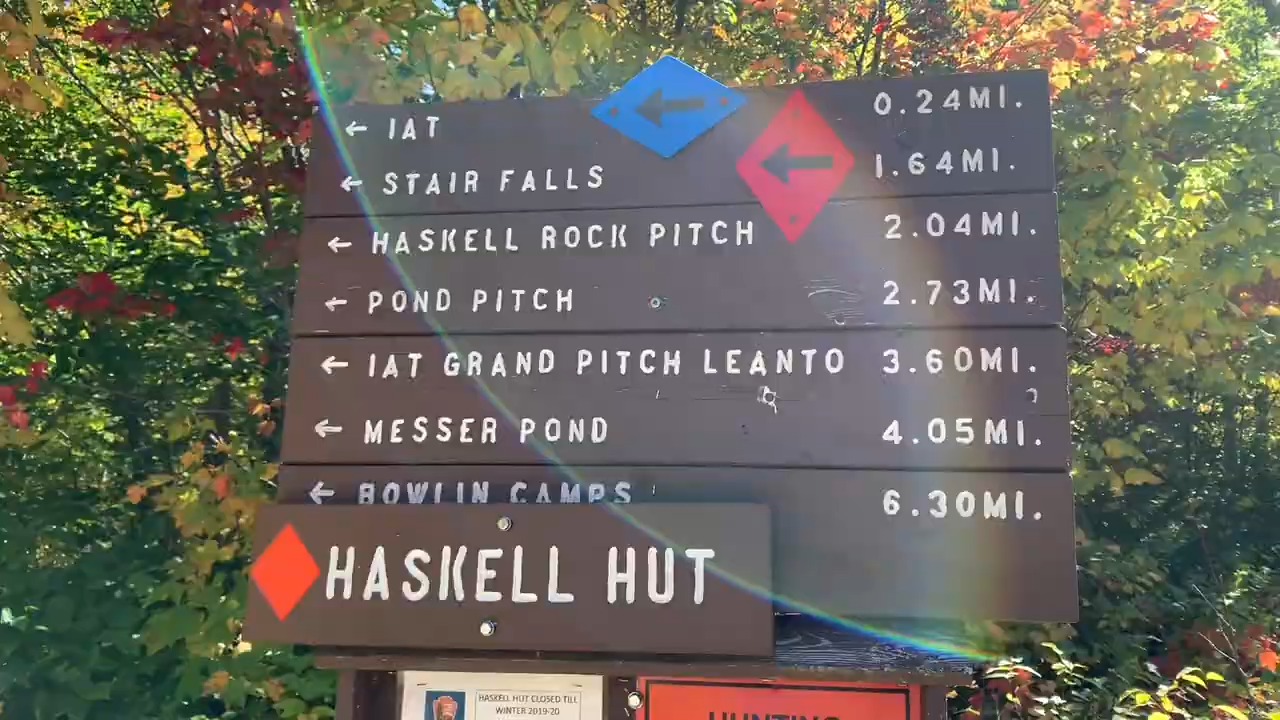 ← IAT 0.24MI.
← STAIR FALLS 1.64MI.
← HASKELL ROCK PITCH 2.04MI.
← POND PITCH 2.73MI.
← IAT GRAND PITCH LEANTO 3.60MI.
← MESSER POND 4.05MI.
← BOWLIN CAMPS 6.30MI.
HASKELL HUT
HASKELL HUT CLOSED TILL
WINTER 2019-20
HUNTING